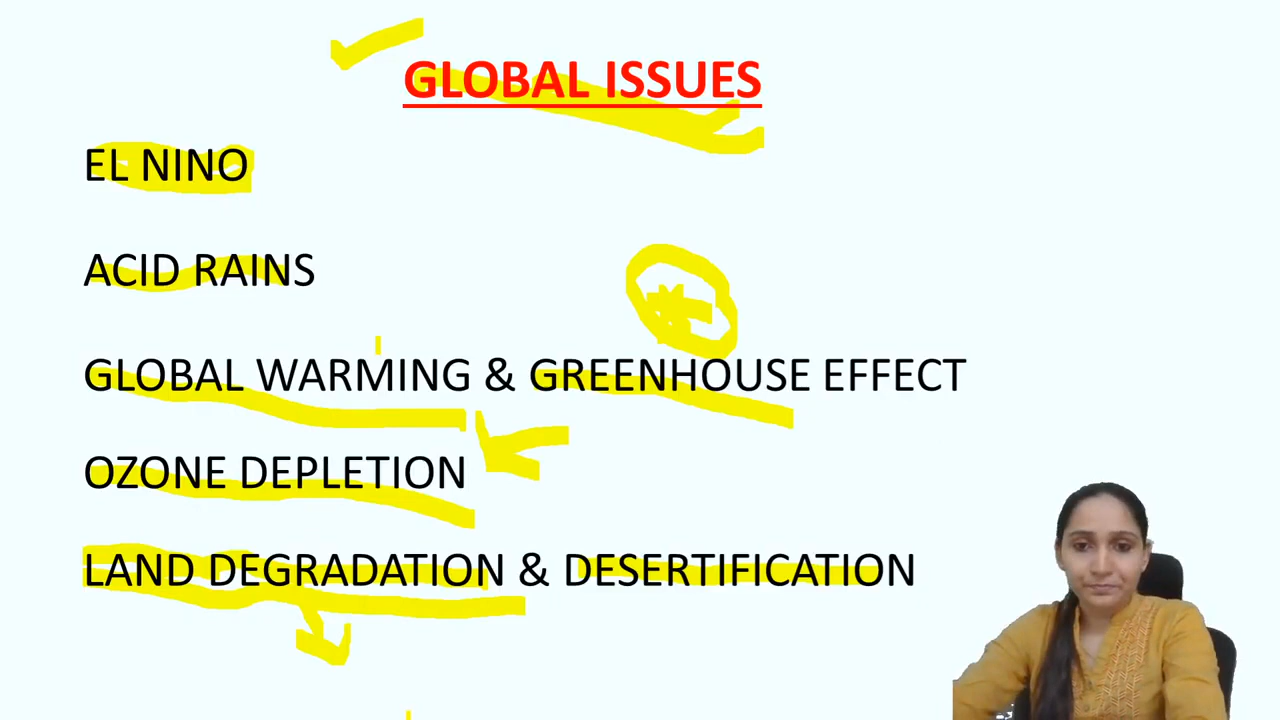 GLOBAL ISSUES
EL NINO
ACID RAINS
GLOBAL WARMING & GREENHOUSE EFFECT
OZONE DEPLETION
LAND DEGRADATION & DESERTIFICATION